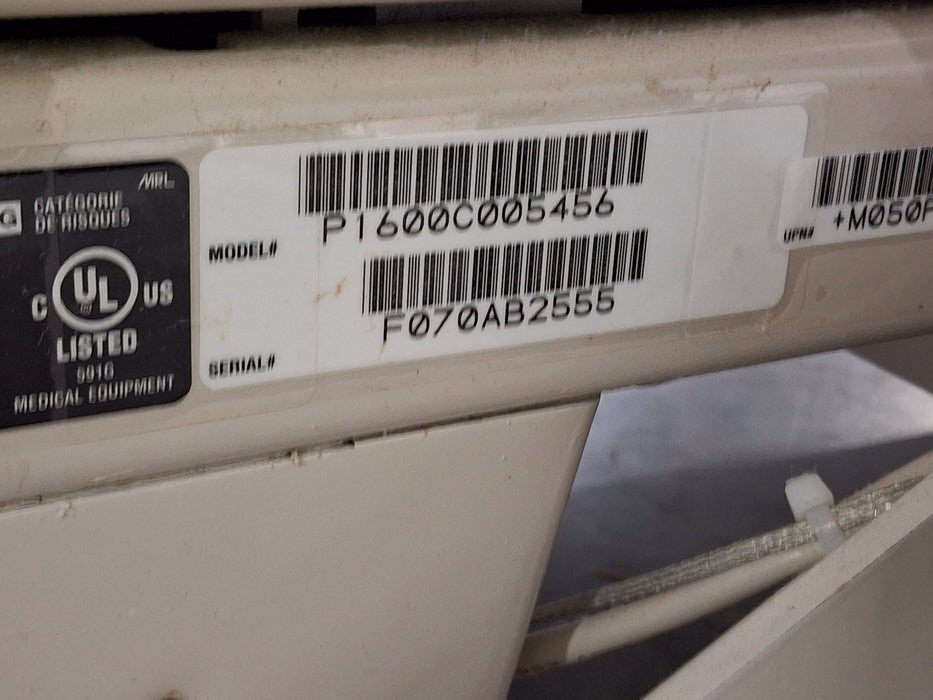 MRL
G
CATÉGORIE
DE RISQUES
C UL US
LISTED
MEDICAL EQUIPMENT
MODEL# P1600C005456
SERIAL# F070AB2555
UPN# +M050F